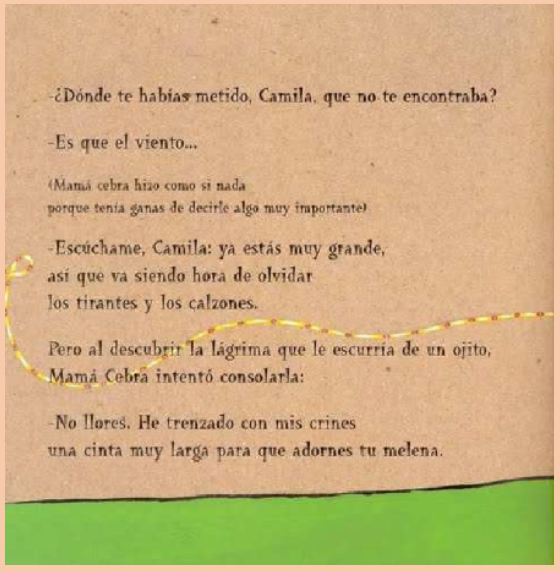 -¿Dónde te habías metido, Camila, que no te encontraba?
-Es que el viento...
(Mamá cebra hizo como si nada
porque tenía ganas de decirle algo muy importante)
-Escúchame, Camila: ya estás muy grande,
así que va siendo hora de olvidar
los tirantes y los calzones.
Pero al descubrir la lágrima que le escurría de un ojito,
Mamá Cebra intentó consolarla:
-No llores. He trenzado con mis crines
una cinta muy larga para que adornes tu melena.